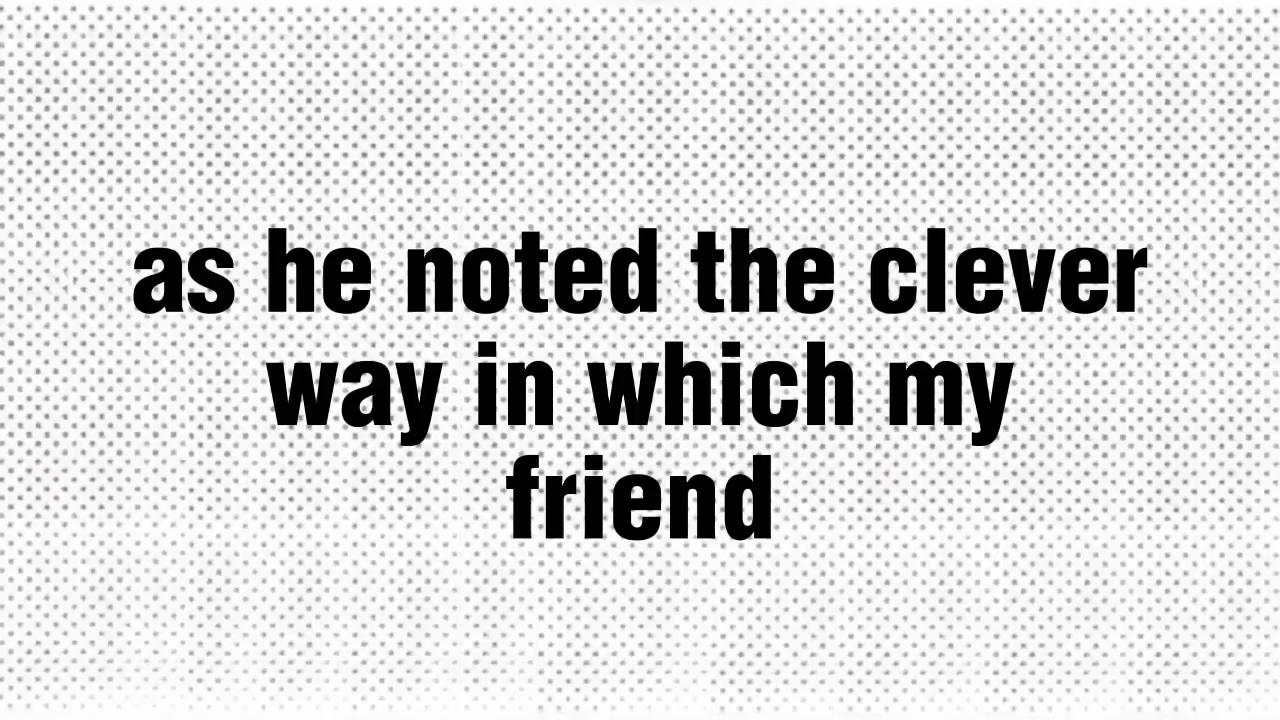 as he noted the clever
way in which my
friend